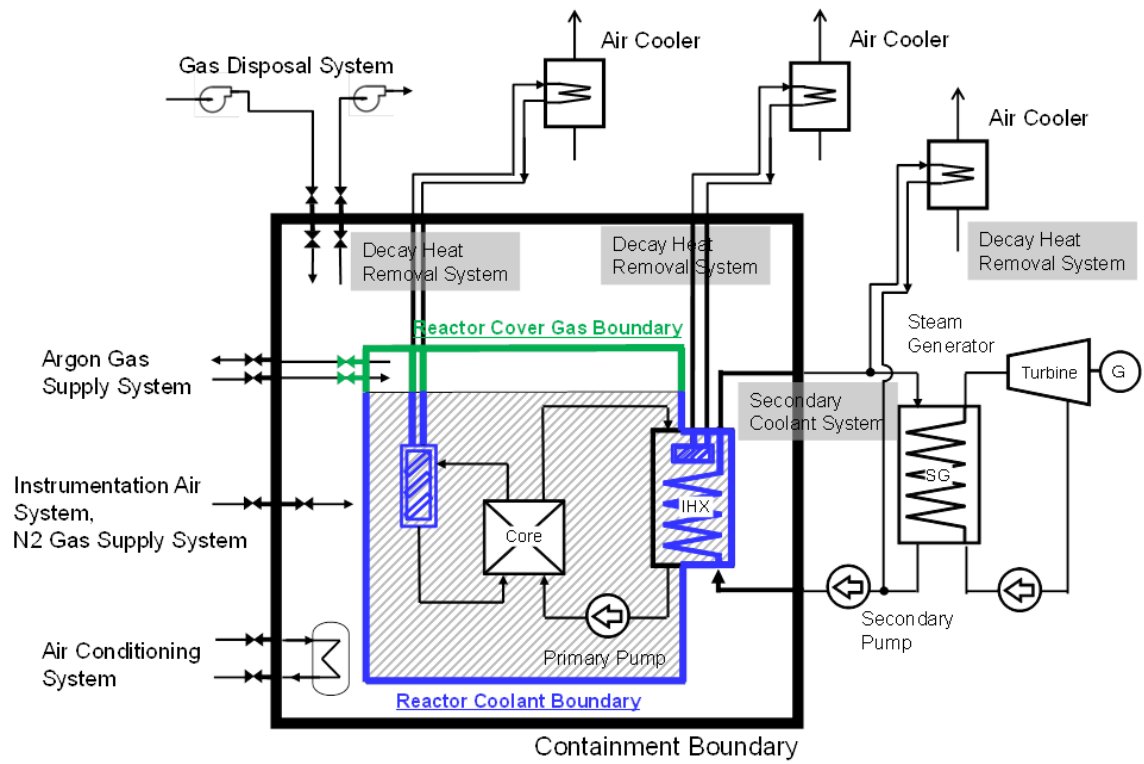 Air Cooler
Air Cooler
Gas Disposal System
Air Cooler
Decay Heat
Removal System
Decay Heat
Removal System
Decay Heat
Removal System
Reactor Cover Gas Boundary
Steam
Generator
Argon Gas
Supply System
Turbine
G
Secondary
Coolant System
SG
Instrumentation Air
System,
N2 Gas Supply System
IHX
Core
Secondary
Pump
Air Conditioning
System
Primary Pump
Reactor Coolant Boundary
Containment Boundary